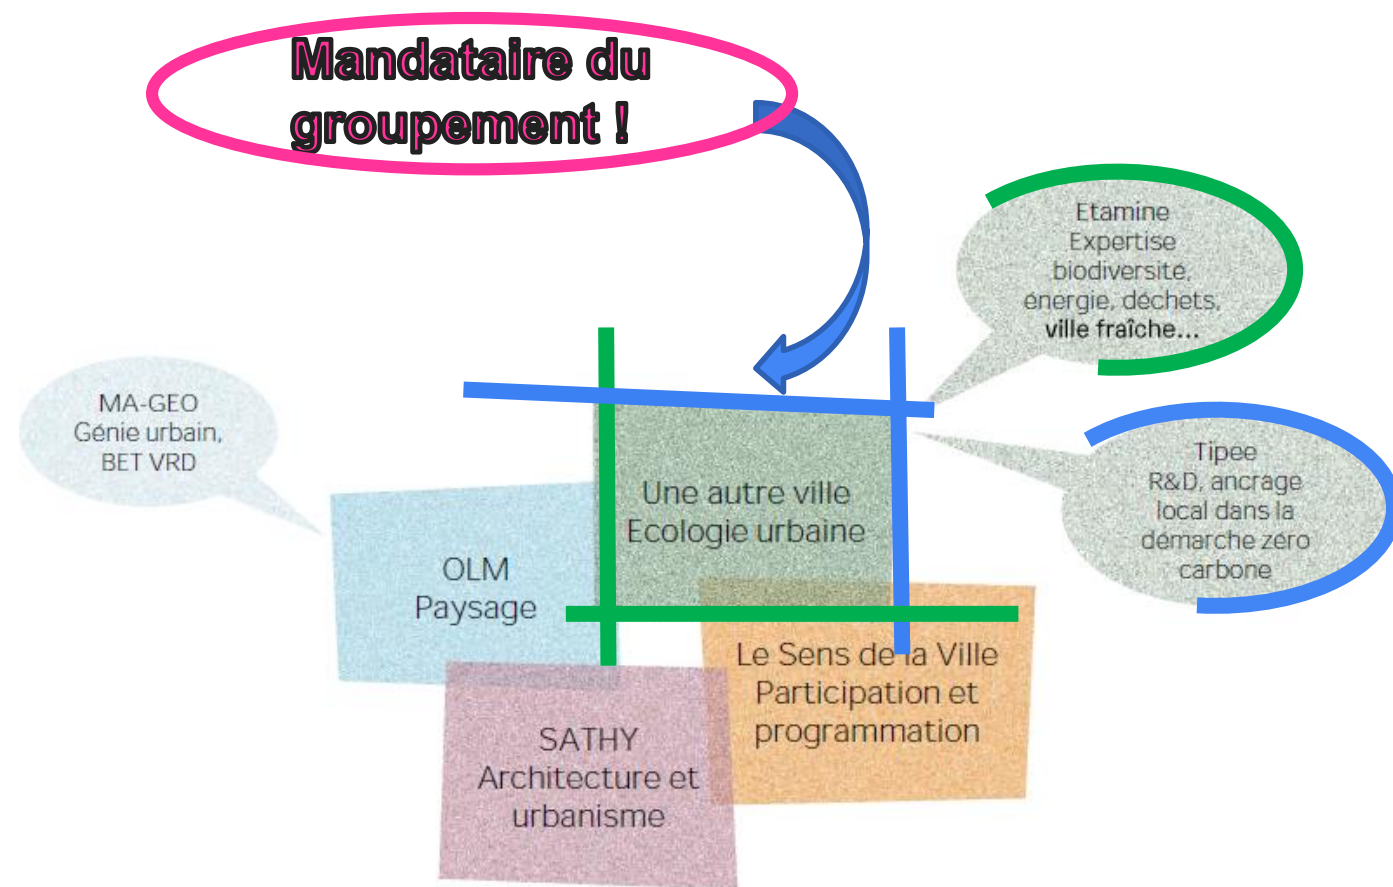 Mandataire du
groupement !
Etamine
Expertise
biodiversité,
énergie, déchets,
ville fraîche...
MA-GEO
Génie urbain,
BET VRD
Tipee
R&D, ancrage
local dans la
démarche zéro
carbone
Une autre ville
Ecologie urbaine
OLM
Paysage
Le Sens de la Ville
Participation et
programmation
SATHY
Architecture et
urbanisme